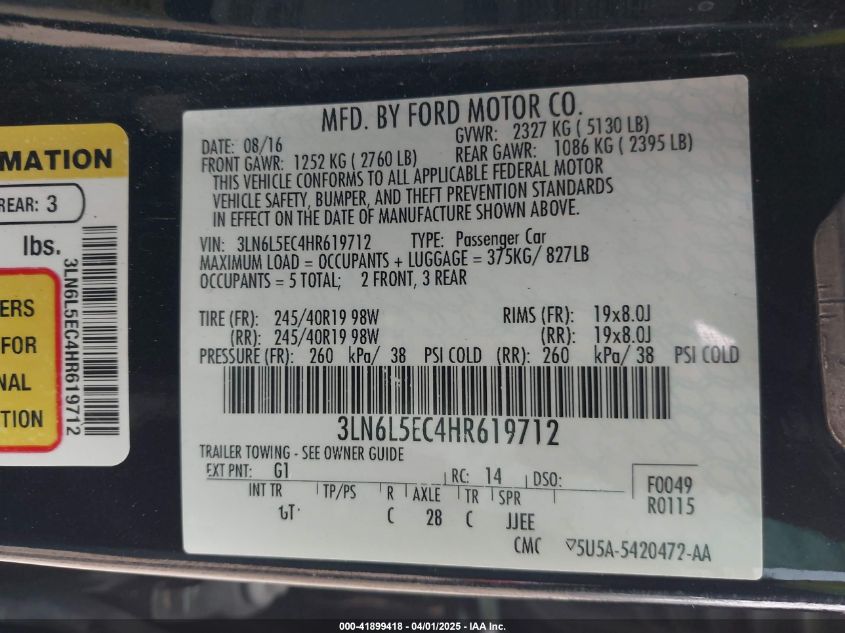 MATION
REAR: 3
lbs.
ERS
FOR
NAL
TION
3LN6L5EC4HR619712
MFD. BY FORD MOTOR CO.
DATE: 08/16 GVWR: 2327 KG ( 5130 LB)
FRONT GAWR: 1252 KG ( 2760 LB) REAR GAWR: 1086 KG ( 2395 LB)
THIS VEHICLE CONFORMS TO ALL APPLICABLE FEDERAL MOTOR
VEHICLE SAFETY, BUMPER, AND THEFT PREVENTION STANDARDS
IN EFFECT ON THE DATE OF MANUFACTURE SHOWN ABOVE.
VIN: 3LN6L5EC4HR619712 TYPE: Passenger Car
MAXIMUM LOAD = OCCUPANTS + LUGGAGE = 375KG/ 827LB
OCCUPANTS = 5 TOTAL; 2 FRONT, 3 REAR
TIRE (FR): 245/40R19 98W RIMS (FR): 19x8.0J
(RR): 245/40R19 98W (RR): 19x8.0J
PRESSURE (FR): 260 kPa/ 38 PSI COLD (RR): 260 kPa/ 38 PSI COLD
3LN6L5EC4HR619712
TRAILER TOWING - SEE OWNER GUIDE
EXT PNT: G1 RC: 14 DSO: F0049
INT TR TP/PS R AXLE TR SPR R0115
C 28 C JJEE
CMC ▽5U5A-5420472-AA
000-41899418 - 04/01/2025 - IAA Inc.